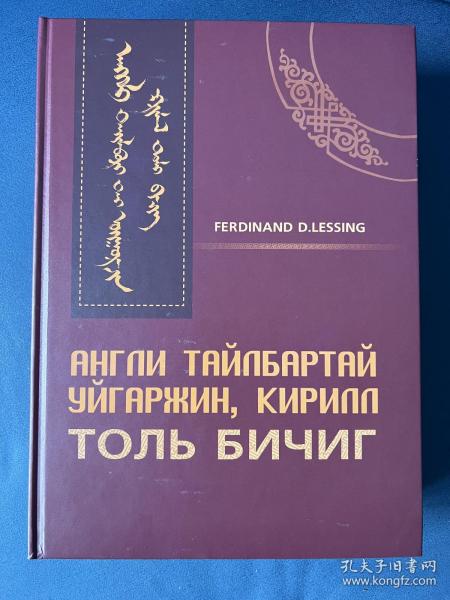 FERDINAND D.LESSING
АНГЛИ ТАЙЛБАРТАЙ
УЙГАРЖИН, КИРИЛЛ
ТОЛЬ БИЧИГ
孔夫子旧书网
www.kongfz.com